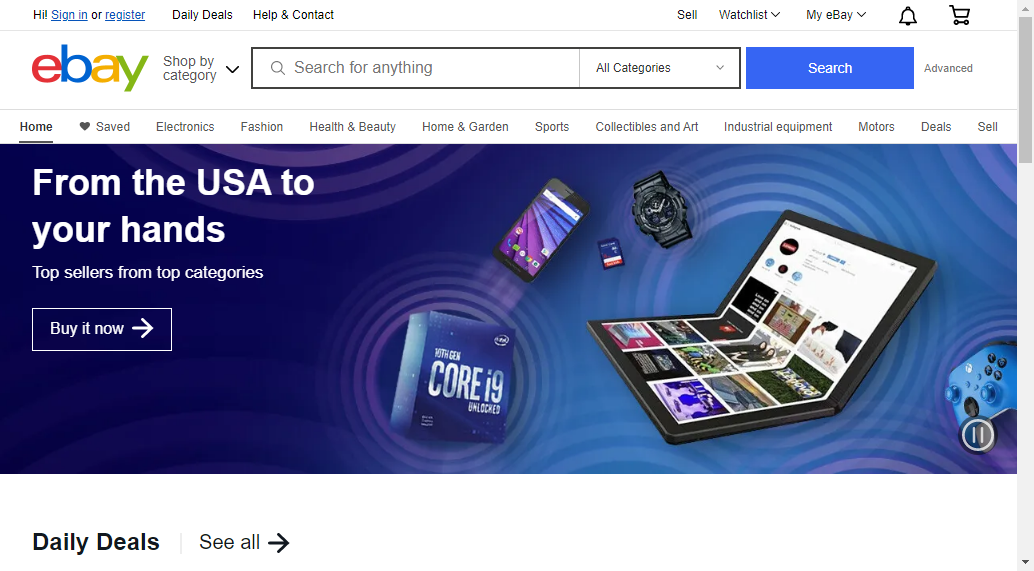 Hi! Sign in or register
Daily Deals
Help & Contact
Sell
Watchlist
My eBay
ebay
Shop by
category
Search for anything
All Categories
Search
Advanced
Home
Saved
Electronics
Fashion
Health & Beauty
Home & Garden
Sports
Collectibles and Art
Industrial equipment
Motors
Deals
Sell
From the USA to
your hands
Top sellers from top categories
Buy it now
10TH GEN
intel
CORE i9
UNLOCKED
Daily Deals
See all